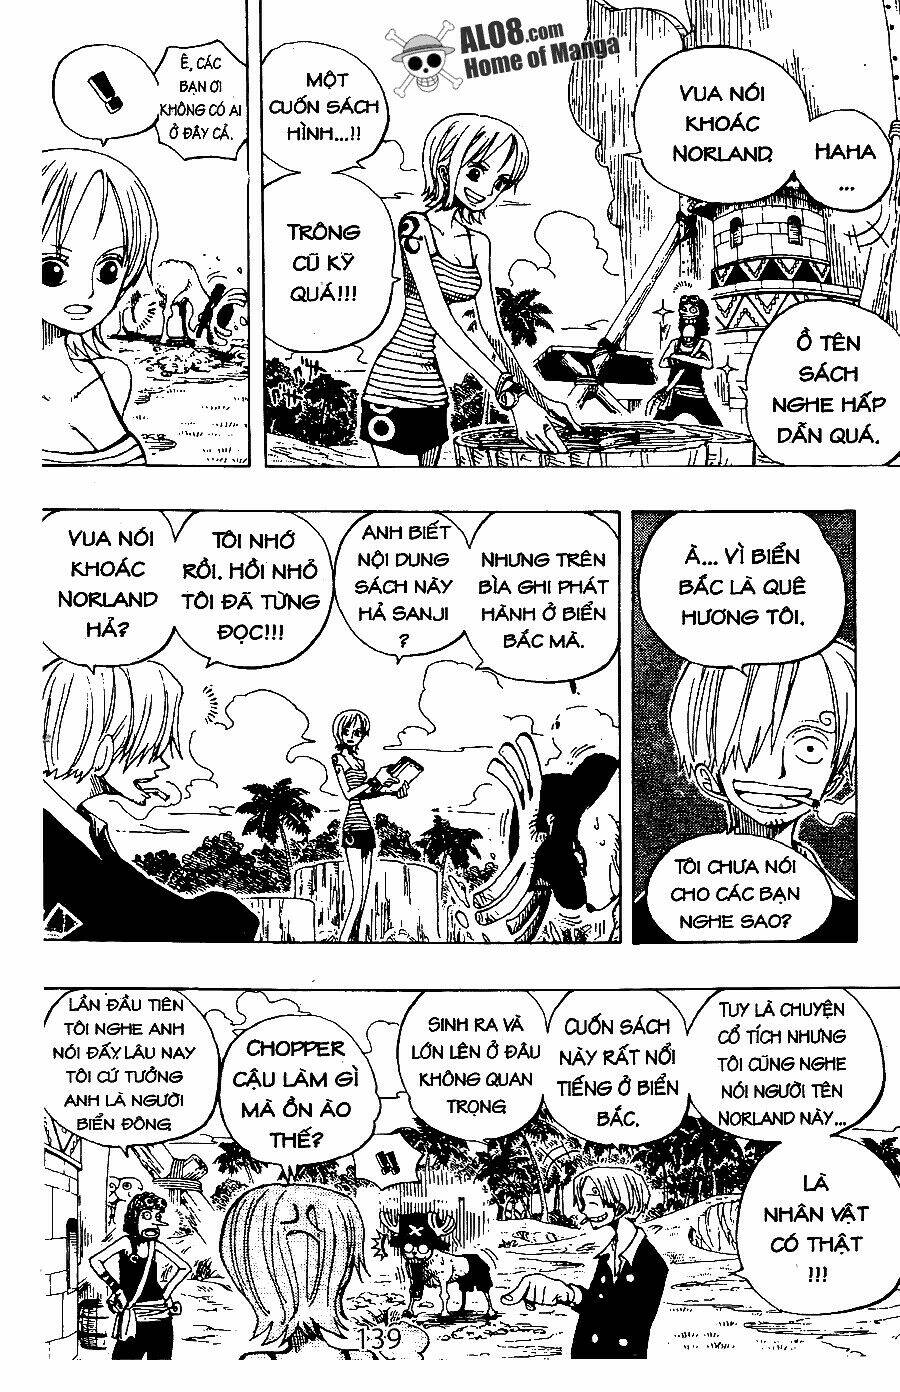 AL08.com
Home of Manga
Ê, CÁC
BẠN ƠI
KHÔNG CÓ AI
Ở ĐÂY CẢ.
!
MỘT
CUỐN SÁCH
HÌNH...!!
TRÔNG
CŨ KỸ
QUÁ!!!
VUA NÓI
KHOÁC
NORLAND.
HAHA
...
Ồ TÊN
SÁCH
NGHE HẤP
DẪN QUÁ.
VUA NÓI
KHOÁC
NORLAND
HẢ?
TÔI NHỚ
RỒI. HỒI NHỎ
TÔI ĐÃ TỪNG
ĐỌC!!!
ANH BIẾT
NỘI DUNG
SÁCH NÀY
HẢ SANJI
?
NHƯNG TRÊN
BÌA GHI PHÁT
HÀNH Ở BIỂN
BẮC MÀ.
À... VÌ BIỂN
BẮC LÀ QUÊ
HƯƠNG TÔI.
TÔI CHƯA NÓI
CHO CÁC BẠN
NGHE SAO?
LẦN ĐẦU TIÊN
TÔI NGHE ANH
NÓI ĐẤY. LÂU NAY
TÔI CỨ TƯỞNG
ANH LÀ NGƯỜI
BIỂN ĐÔNG
CHOPPER
CẬU LÀM GÌ
MÀ ỒN ÀO
THẾ?
!!
SINH RA VÀ
LỚN LÊN Ở ĐÂU
KHÔNG QUAN
TRỌNG
CUỐN SÁCH
NÀY RẤT NỔI
TIẾNG Ở BIỂN
BẮC.
TUY LÀ CHUYỆN
CỔ TÍCH NHƯNG
TÔI CŨNG NGHE
NÓI NGƯỜI TÊN
NORLAND NÀY...
LÀ
NHÂN VẬT
CÓ THẬT
!!!
139